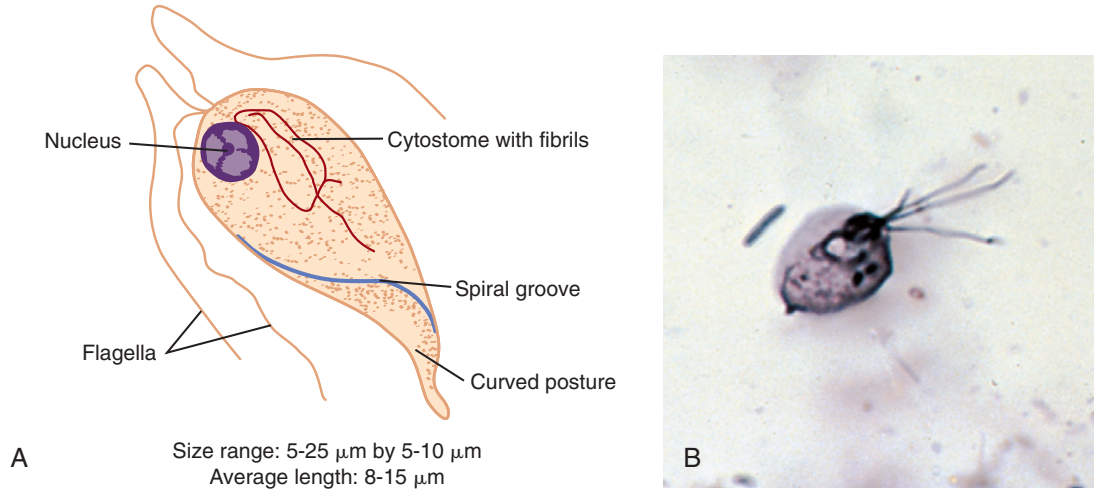 Nucleus
Cytostome with fibrils
Spiral groove
Flagella
Curved posture
A
Size range: 5-25 μm by 5-10 μm
Average length: 8-15 μm
B